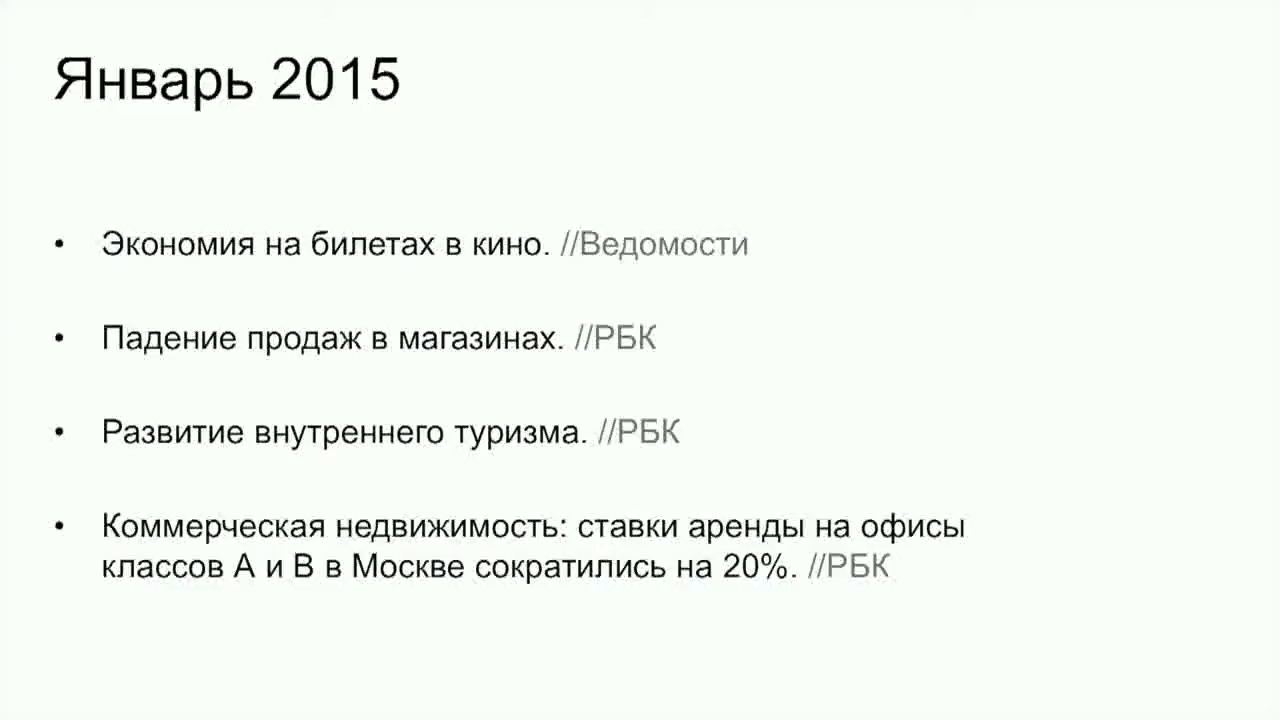 Январь 2015
• Экономия на билетах в кино. //Ведомости
• Падение продаж в магазинах. //РБК
• Развитие внутреннего туризма. //РБК
• Коммерческая недвижимость: ставки аренды на офисы
классов А и В в Москве сократились на 20%. //РБК